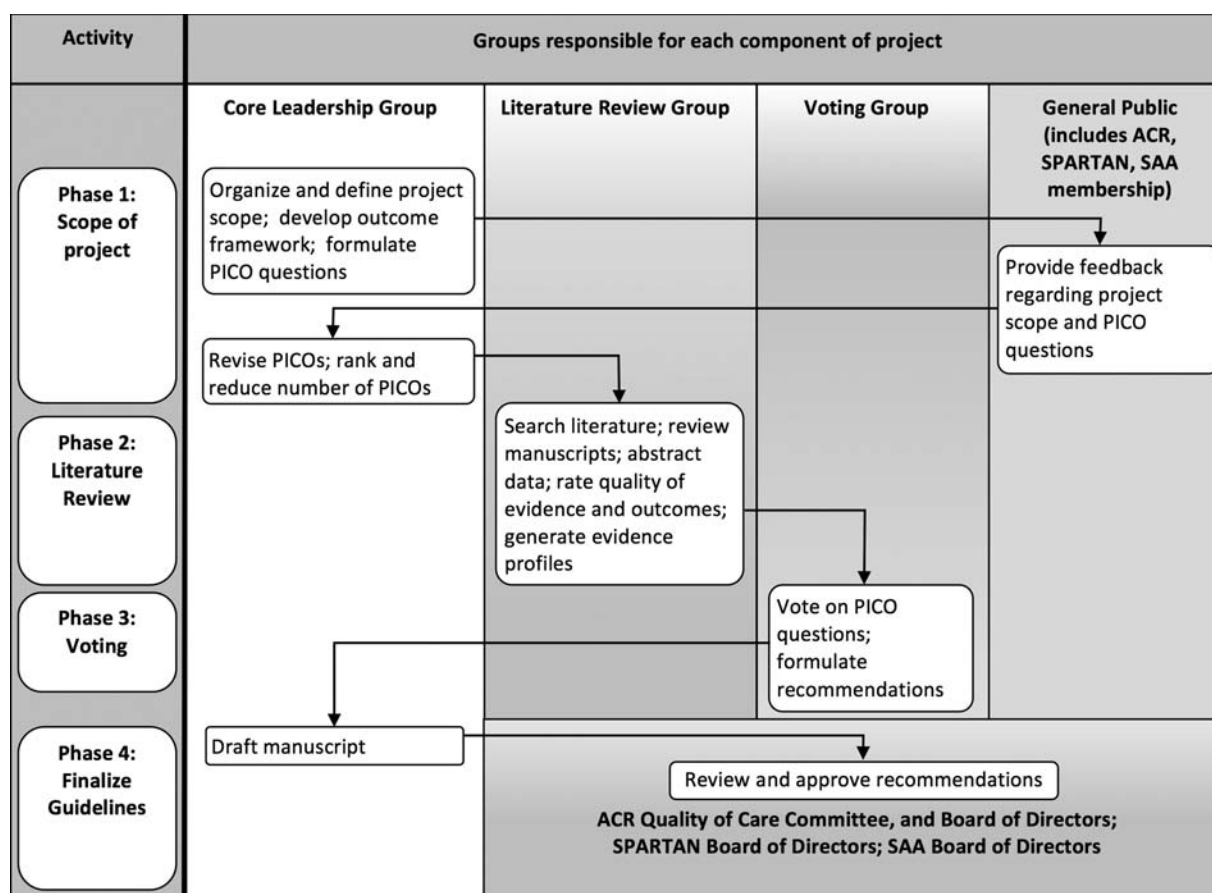 Activity
Groups responsible for each component of project
Core Leadership Group
Literature Review Group
Voting Group
General Public
(includes ACR,
SPARTAN, SAA
membership)
Phase 1:
Scope of
project
Organize and define project
scope; develop outcome
framework; formulate
PICO questions
Provide feedback
regarding project
scope and PICO
questions
Revise PICOs; rank and
reduce number of PICOs
Phase 2:
Literature
Review
Search literature; review
manuscripts; abstract
data; rate quality of
evidence and outcomes;
generate evidence
profiles
Phase 3:
Voting
Vote on PICO
questions;
formulate
recommendations
Phase 4:
Finalize
Guidelines
Draft manuscript
Review and approve recommendations
ACR Quality of Care Committee, and Board of Directors;
SPARTAN Board of Directors; SAA Board of Directors